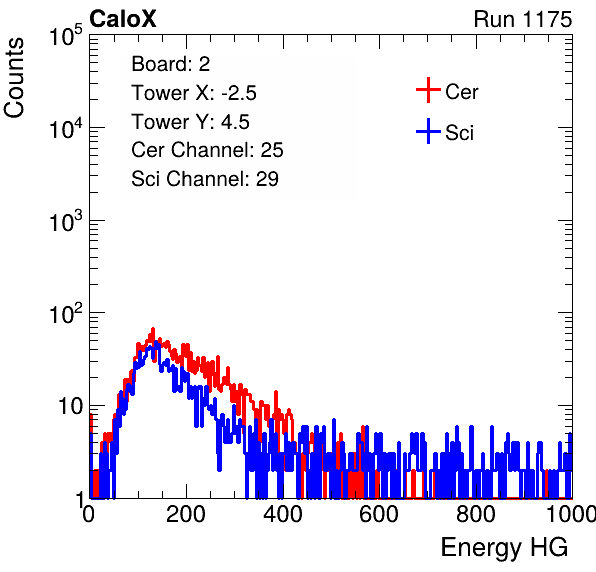 CaloX Run 1175
Counts
10^5
10^4
10^3
10^2
10
1
Board: 2
Tower X: -2.5
Tower Y: 4.5
Cer Channel: 25
Sci Channel: 29
Cer
Sci
0 200 400 600 800 1000
Energy HG